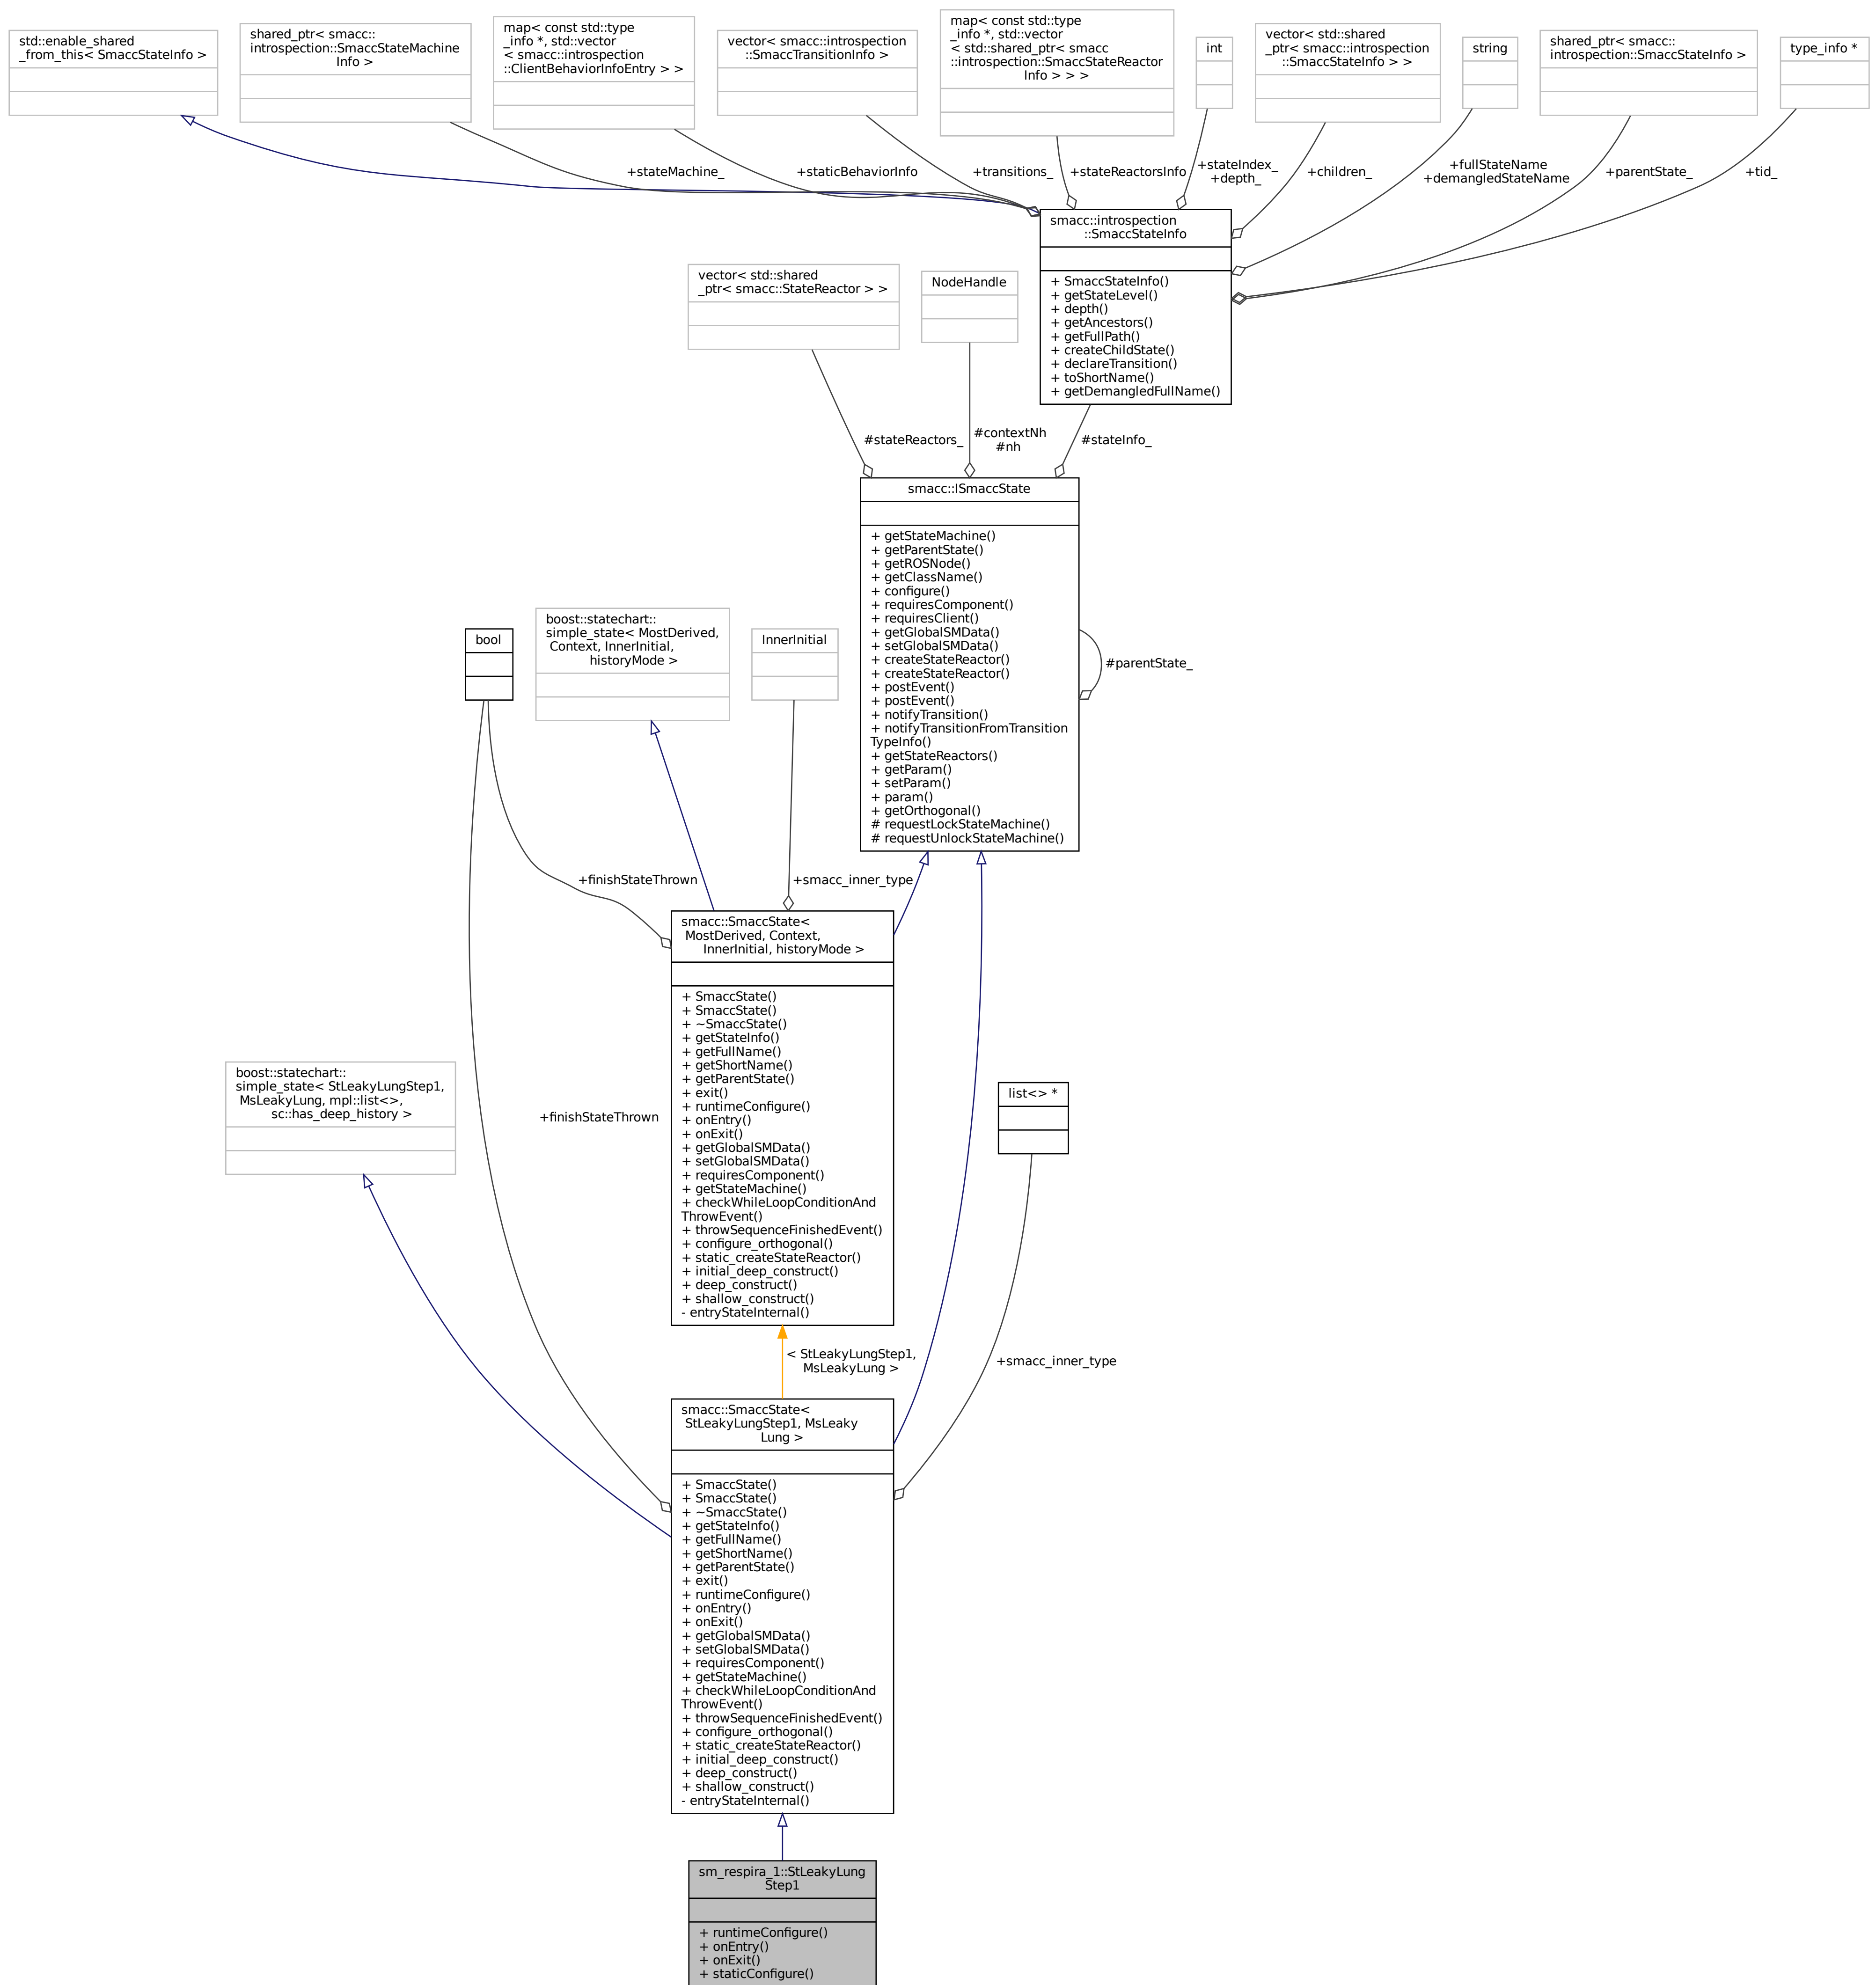 std::enable_shared
_from_this< SmaccStateInfo >
shared_ptr< smacc::
introspection::SmaccStateMachine
Info >
map< const std::type
_info *, std::vector
< smacc::introspection
::ClientBehaviorInfoEntry > >
vector< smacc::introspection
::SmaccTransitionInfo >
map< const std::type
_info *, std::vector
< std::shared_ptr< smacc
::introspection::SmaccStateReactor
Info > > >
int
vector< std::shared
_ptr< smacc::introspection
::SmaccStateInfo > >
string
shared_ptr< smacc::
introspection::SmaccStateInfo >
type_info *
+stateMachine_
+staticBehaviorInfo
+transitions_
+stateReactorsInfo
+stateIndex_
+depth_
+children_
+fullStateName
+demangledStateName
+parentState_
+tid_
smacc::introspection
::SmaccStateInfo
+ SmaccStateInfo()
+ getStateLevel()
+ depth()
+ getAncestors()
+ getFullPath()
+ createChildState()
+ declareTransition()
+ toShortName()
+ getDemangledFullName()
vector< std::shared
_ptr< smacc::StateReactor > >
NodeHandle
#stateReactors_
#contextNh
#nh
#stateInfo_
smacc::ISmaccState
+ getStateMachine()
+ getParentState()
+ getROSNode()
+ getClassName()
+ configure()
+ requiresComponent()
+ requiresClient()
+ getGlobalSMData()
+ setGlobalSMData()
+ createStateReactor()
+ createStateReactor()
+ postEvent()
+ postEvent()
+ notifyTransition()
+ notifyTransitionFromTransition
TypeInfo()
+ getStateReactors()
+ getParam()
+ setParam()
+ param()
+ getOrthogonal()
# requestLockStateMachine()
# requestUnlockStateMachine()
#parentState_
bool
boost::statechart::
simple_state< MostDerived,
Context, InnerInitial,
historyMode >
InnerInitial
+finishStateThrown
+smacc_inner_type
smacc::SmaccState<
MostDerived, Context,
InnerInitial, historyMode >
+ SmaccState()
+ SmaccState()
+ ~SmaccState()
+ getStateInfo()
+ getFullName()
+ getShortName()
+ getParentState()
+ exit()
+ runtimeConfigure()
+ onEntry()
+ onExit()
+ getGlobalSMData()
+ setGlobalSMData()
+ requiresComponent()
+ getStateMachine()
+ checkWhileLoopConditionAnd
ThrowEvent()
+ throwSequenceFinishedEvent()
+ configure_orthogonal()
+ static_createStateReactor()
+ initial_deep_construct()
+ deep_construct()
+ shallow_construct()
- entryStateInternal()
boost::statechart::
simple_state< StLeakyLungStep1,
MsLeakyLung, mpl::list<>,
sc::has_deep_history >
+finishStateThrown
list<> *
< StLeakyLungStep1,
MsLeakyLung >
+smacc_inner_type
smacc::SmaccState<
StLeakyLungStep1, MsLeaky
Lung >
+ SmaccState()
+ SmaccState()
+ ~SmaccState()
+ getStateInfo()
+ getFullName()
+ getShortName()
+ getParentState()
+ exit()
+ runtimeConfigure()
+ onEntry()
+ onExit()
+ getGlobalSMData()
+ setGlobalSMData()
+ requiresComponent()
+ getStateMachine()
+ checkWhileLoopConditionAnd
ThrowEvent()
+ throwSequenceFinishedEvent()
+ configure_orthogonal()
+ static_createStateReactor()
+ initial_deep_construct()
+ deep_construct()
+ shallow_construct()
- entryStateInternal()
sm_respira_1::StLeakyLung
Step1
+ runtimeConfigure()
+ onEntry()
+ onExit()
+ staticConfigure()